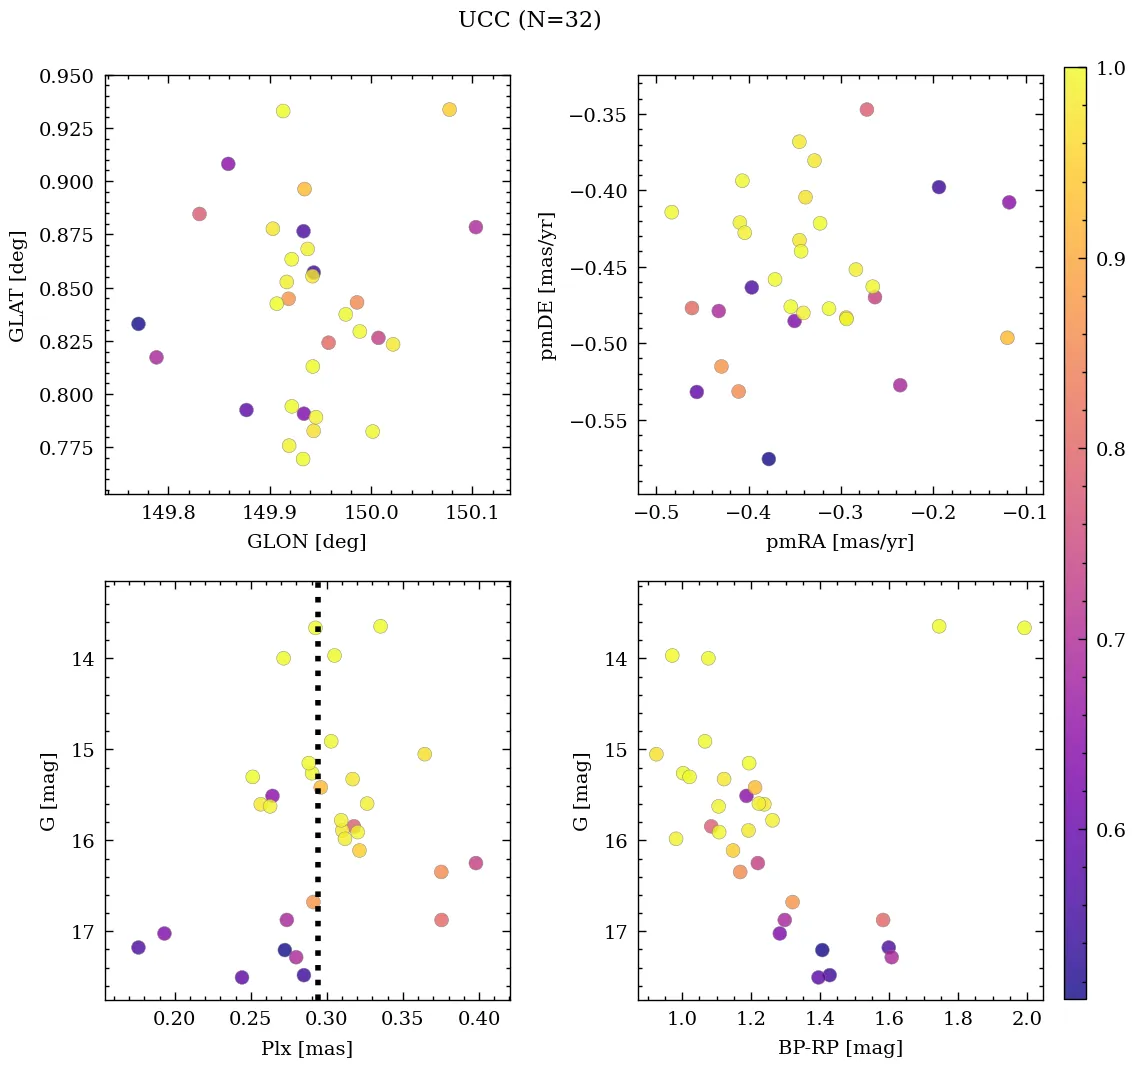 UCC (N=32)
0.950
0.925
0.900
0.875
0.850
0.825
0.800
0.775
GLAT [deg]
149.8 149.9 150.0 150.1
GLON [deg]
−0.35
−0.40
−0.45
−0.50
−0.55
pmDE [mas/yr]
−0.5 −0.4 −0.3 −0.2 −0.1
pmRA [mas/yr]
14
15
16
17
G [mag]
0.20 0.25 0.30 0.35 0.40
Plx [mas]
14
15
16
17
G [mag]
1.0 1.2 1.4 1.6 1.8 2.0
BP-RP [mag]
1.0
0.9
0.8
0.7
0.6